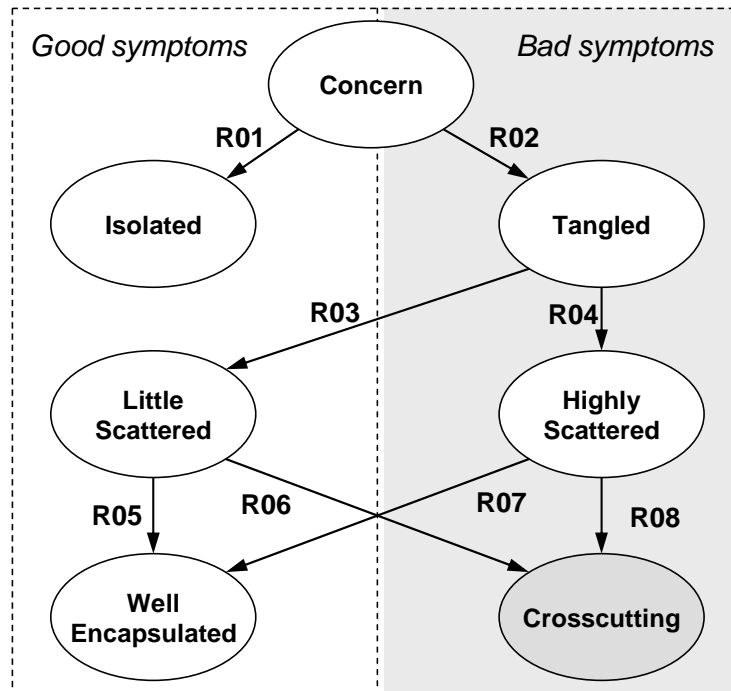 Good symptoms
Bad symptoms
Concern
R01
R02
Isolated
Tangled
R03
R04
Little
Scattered
Highly
Scattered
R05
R06
R07
R08
Well
Encapsulated
Crosscutting